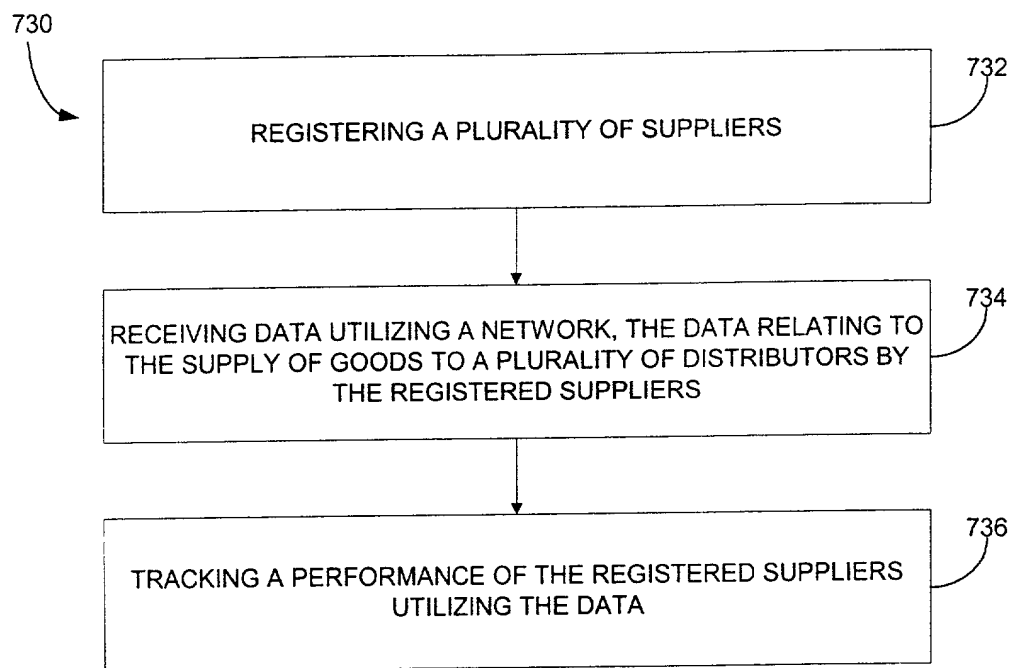 730
732
REGISTERING A PLURALITY OF SUPPLIERS
734
RECEIVING DATA UTILIZING A NETWORK, THE DATA RELATING TO
THE SUPPLY OF GOODS TO A PLURALITY OF DISTRIBUTORS BY
THE REGISTERED SUPPLIERS
736
TRACKING A PERFORMANCE OF THE REGISTERED SUPPLIERS
UTILIZING THE DATA